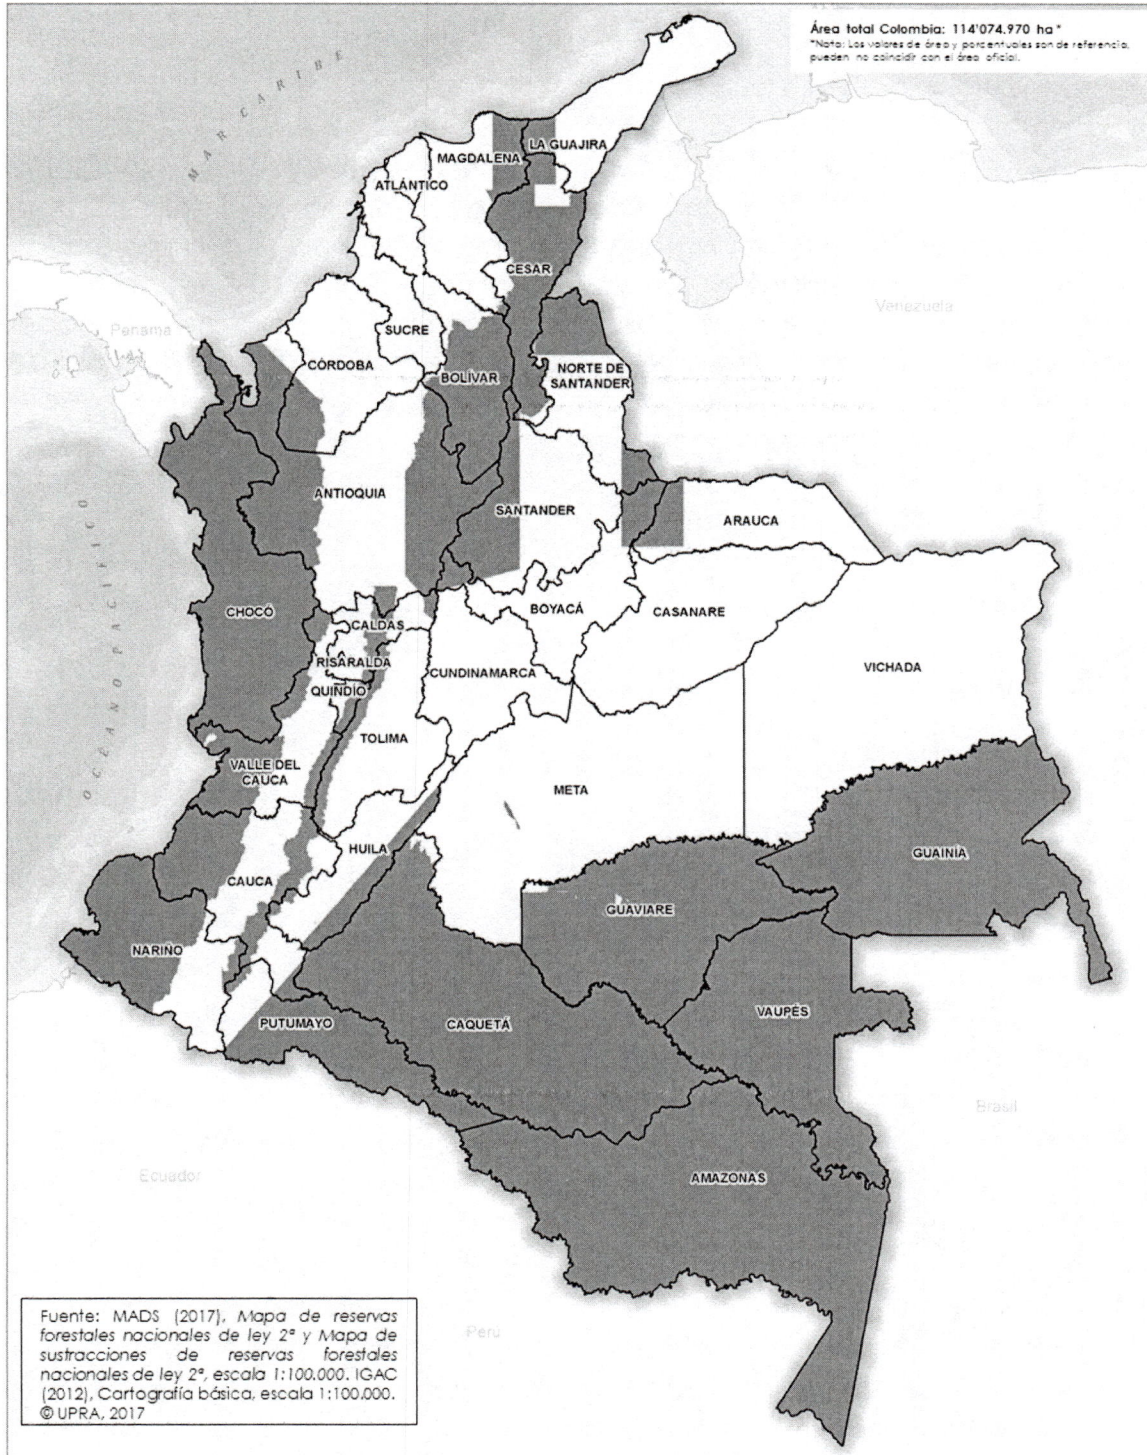 Área total Colombia: 114'074.970 ha*
*Nota: Los valores de área y porcentuales son de referencia,
pueden no coincidir con el área oficial.
MAR CARIBE
LA GUAJIRA
MAGDALENA
ATLÁNTICO
CESAR
Venezuela
Panama
SUCRE
CÓRDOBA
BOLÍVAR
NORTE DE
SANTANDER
ANTIOQUIA
SANTANDER
ARAUCA
OCÉANO PACÍFICO
CHOCÓ
CALDAS
BOYACÁ
CASANARE
RISARALDA
CUNDINAMARCA
VICHADA
QUINDÍO
TOLIMA
VALLE DEL
CAUCA
META
HUILA
GUAINÍA
CAUCA
GUAVIARE
NARIÑO
VAUPÉS
PUTUMAYO
CAQUETÁ
Brasil
Ecuador
AMAZONAS
Fuente: MADS (2017), Mapa de reservas
forestales nacionales de ley 2ª y Mapa de
sustracciones de reservas forestales
nacionales de ley 2ª, escala 1:100.000. IGAC
(2012), Cartografía básica, escala 1:100.000.
© UPRA, 2017
Perú